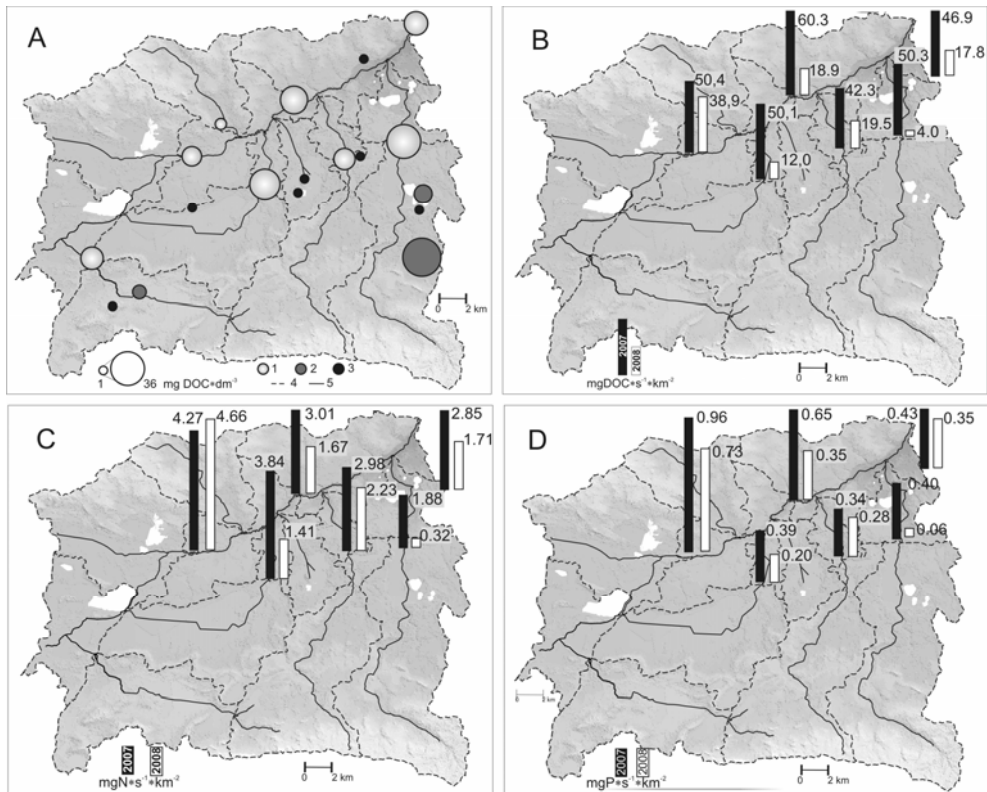 A
1 36 mg DOC•dm⁻³
1 2 3
4 5
0 2 km
B
60.3 46.9
17.8
50.3
50,4 18.9
38,9 42.3
50,1
19.5
4.0
12,0
2007
2008
mgDOC•s⁻¹•km⁻²
0 2 km
C
4.27 4.66 3.01 2.85
1.67 1.71
3.84 2.98
2.23
1.88
1.41 0.32
2007
2008
mgN•s⁻¹•km⁻²
0 2 km
D
0.96 0.65 0.43 0.35
0.73 0.35
0.40
0.34
0.28
0.39
0.06
0.20
0 2 km
2007
2008
mgP•s⁻¹•km⁻²
0 2 km